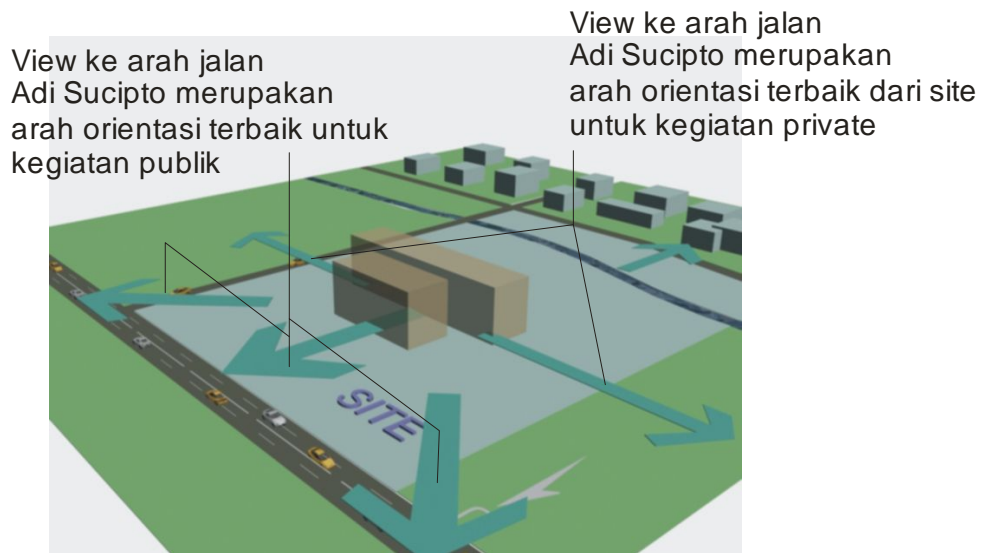 View ke arah jalan
Adi Sucipto merupakan
arah orientasi terbaik untuk
kegiatan publik
View ke arah jalan
Adi Sucipto merupakan
arah orientasi terbaik dari site
untuk kegiatan private
SITE